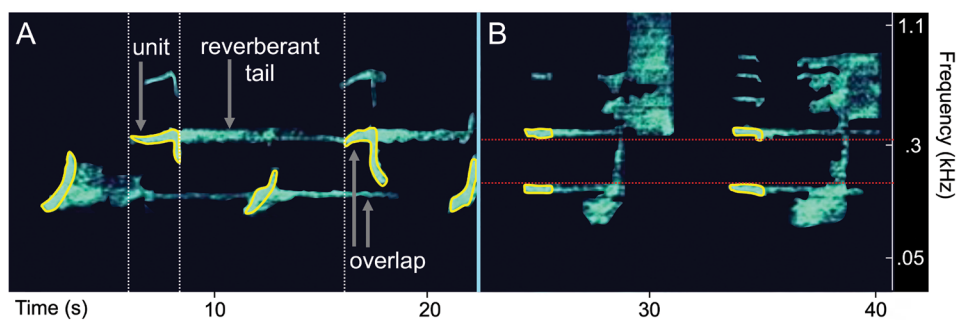 A
unit
reverberant
tail
overlap
B
1.1
.3
.05
Frequency (kHz)
Time (s)
10
20
30
40